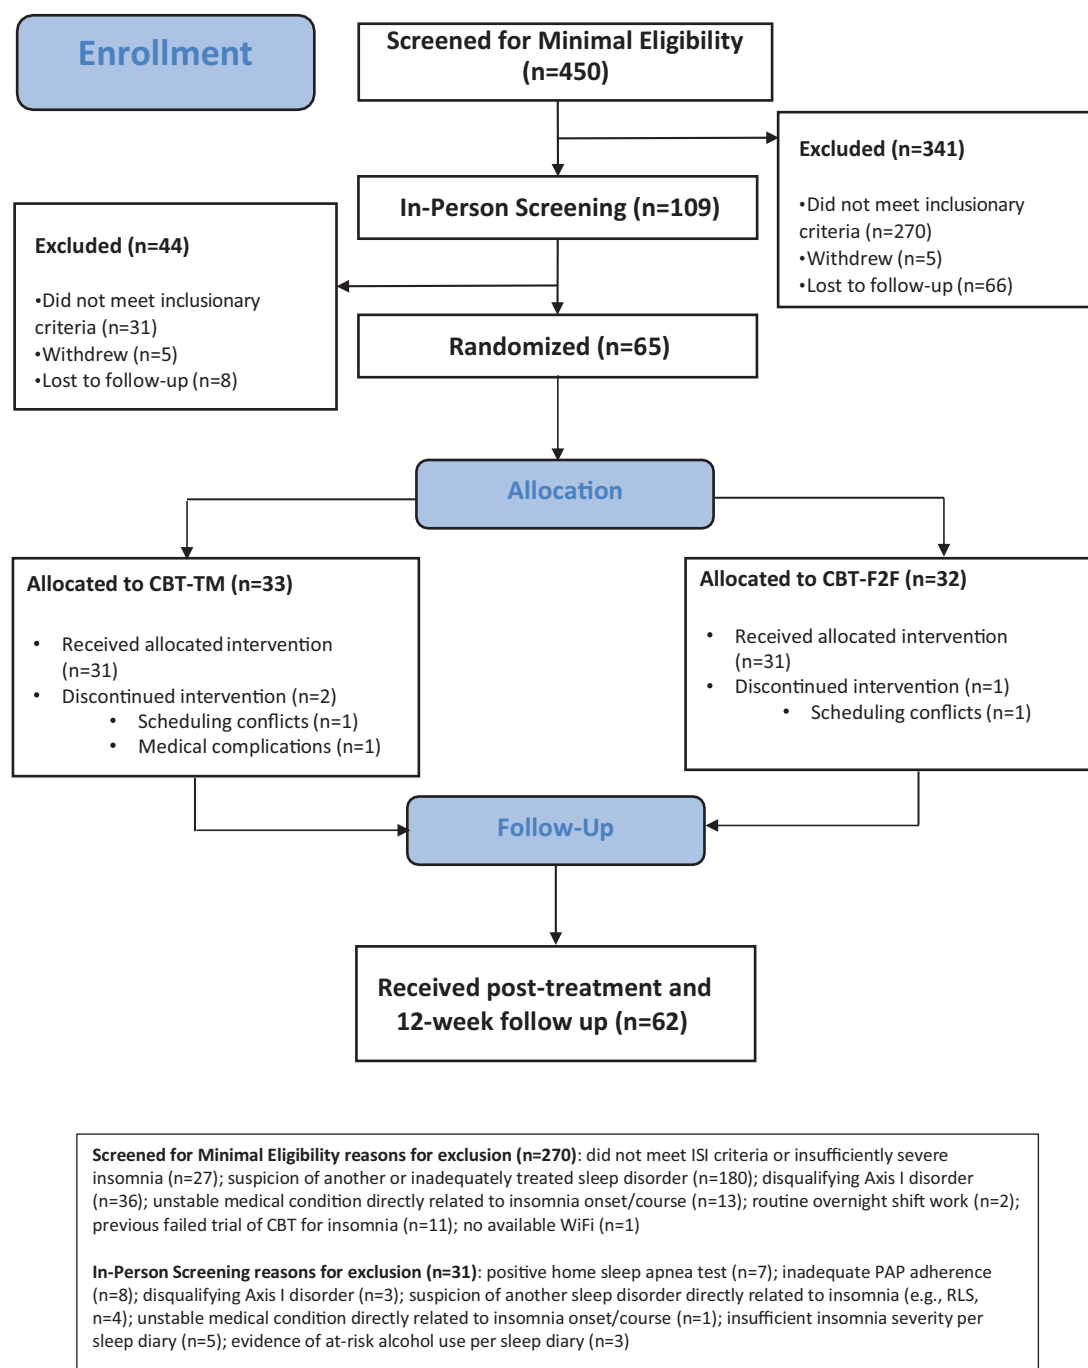 Enrollment
Screened for Minimal Eligibility
(n=450)
Excluded (n=341)
•Did not meet inclusionary
criteria (n=270)
•Withdrew (n=5)
•Lost to follow-up (n=66)
In-Person Screening (n=109)
Excluded (n=44)
•Did not meet inclusionary
criteria (n=31)
•Withdrew (n=5)
•Lost to follow-up (n=8)
Randomized (n=65)
Allocation
Allocated to CBT-TM (n=33)
• Received allocated intervention
(n=31)
• Discontinued intervention (n=2)
• Scheduling conflicts (n=1)
• Medical complications (n=1)
Allocated to CBT-F2F (n=32)
• Received allocated intervention
(n=31)
• Discontinued intervention (n=1)
• Scheduling conflicts (n=1)
Follow-Up
Received post-treatment and
12-week follow up (n=62)
Screened for Minimal Eligibility reasons for exclusion (n=270): did not meet ISI criteria or insufficiently severe
insomnia (n=27); suspicion of another or inadequately treated sleep disorder (n=180); disqualifying Axis I disorder
(n=36); unstable medical condition directly related to insomnia onset/course (n=13); routine overnight shift work (n=2);
previous failed trial of CBT for insomnia (n=11); no available WiFi (n=1)
In-Person Screening reasons for exclusion (n=31): positive home sleep apnea test (n=7); inadequate PAP adherence
(n=8); disqualifying Axis I disorder (n=3); suspicion of another sleep disorder directly related to insomnia (e.g., RLS,
n=4); unstable medical condition directly related to insomnia onset/course (n=1); insufficient insomnia severity per
sleep diary (n=5); evidence of at-risk alcohol use per sleep diary (n=3)